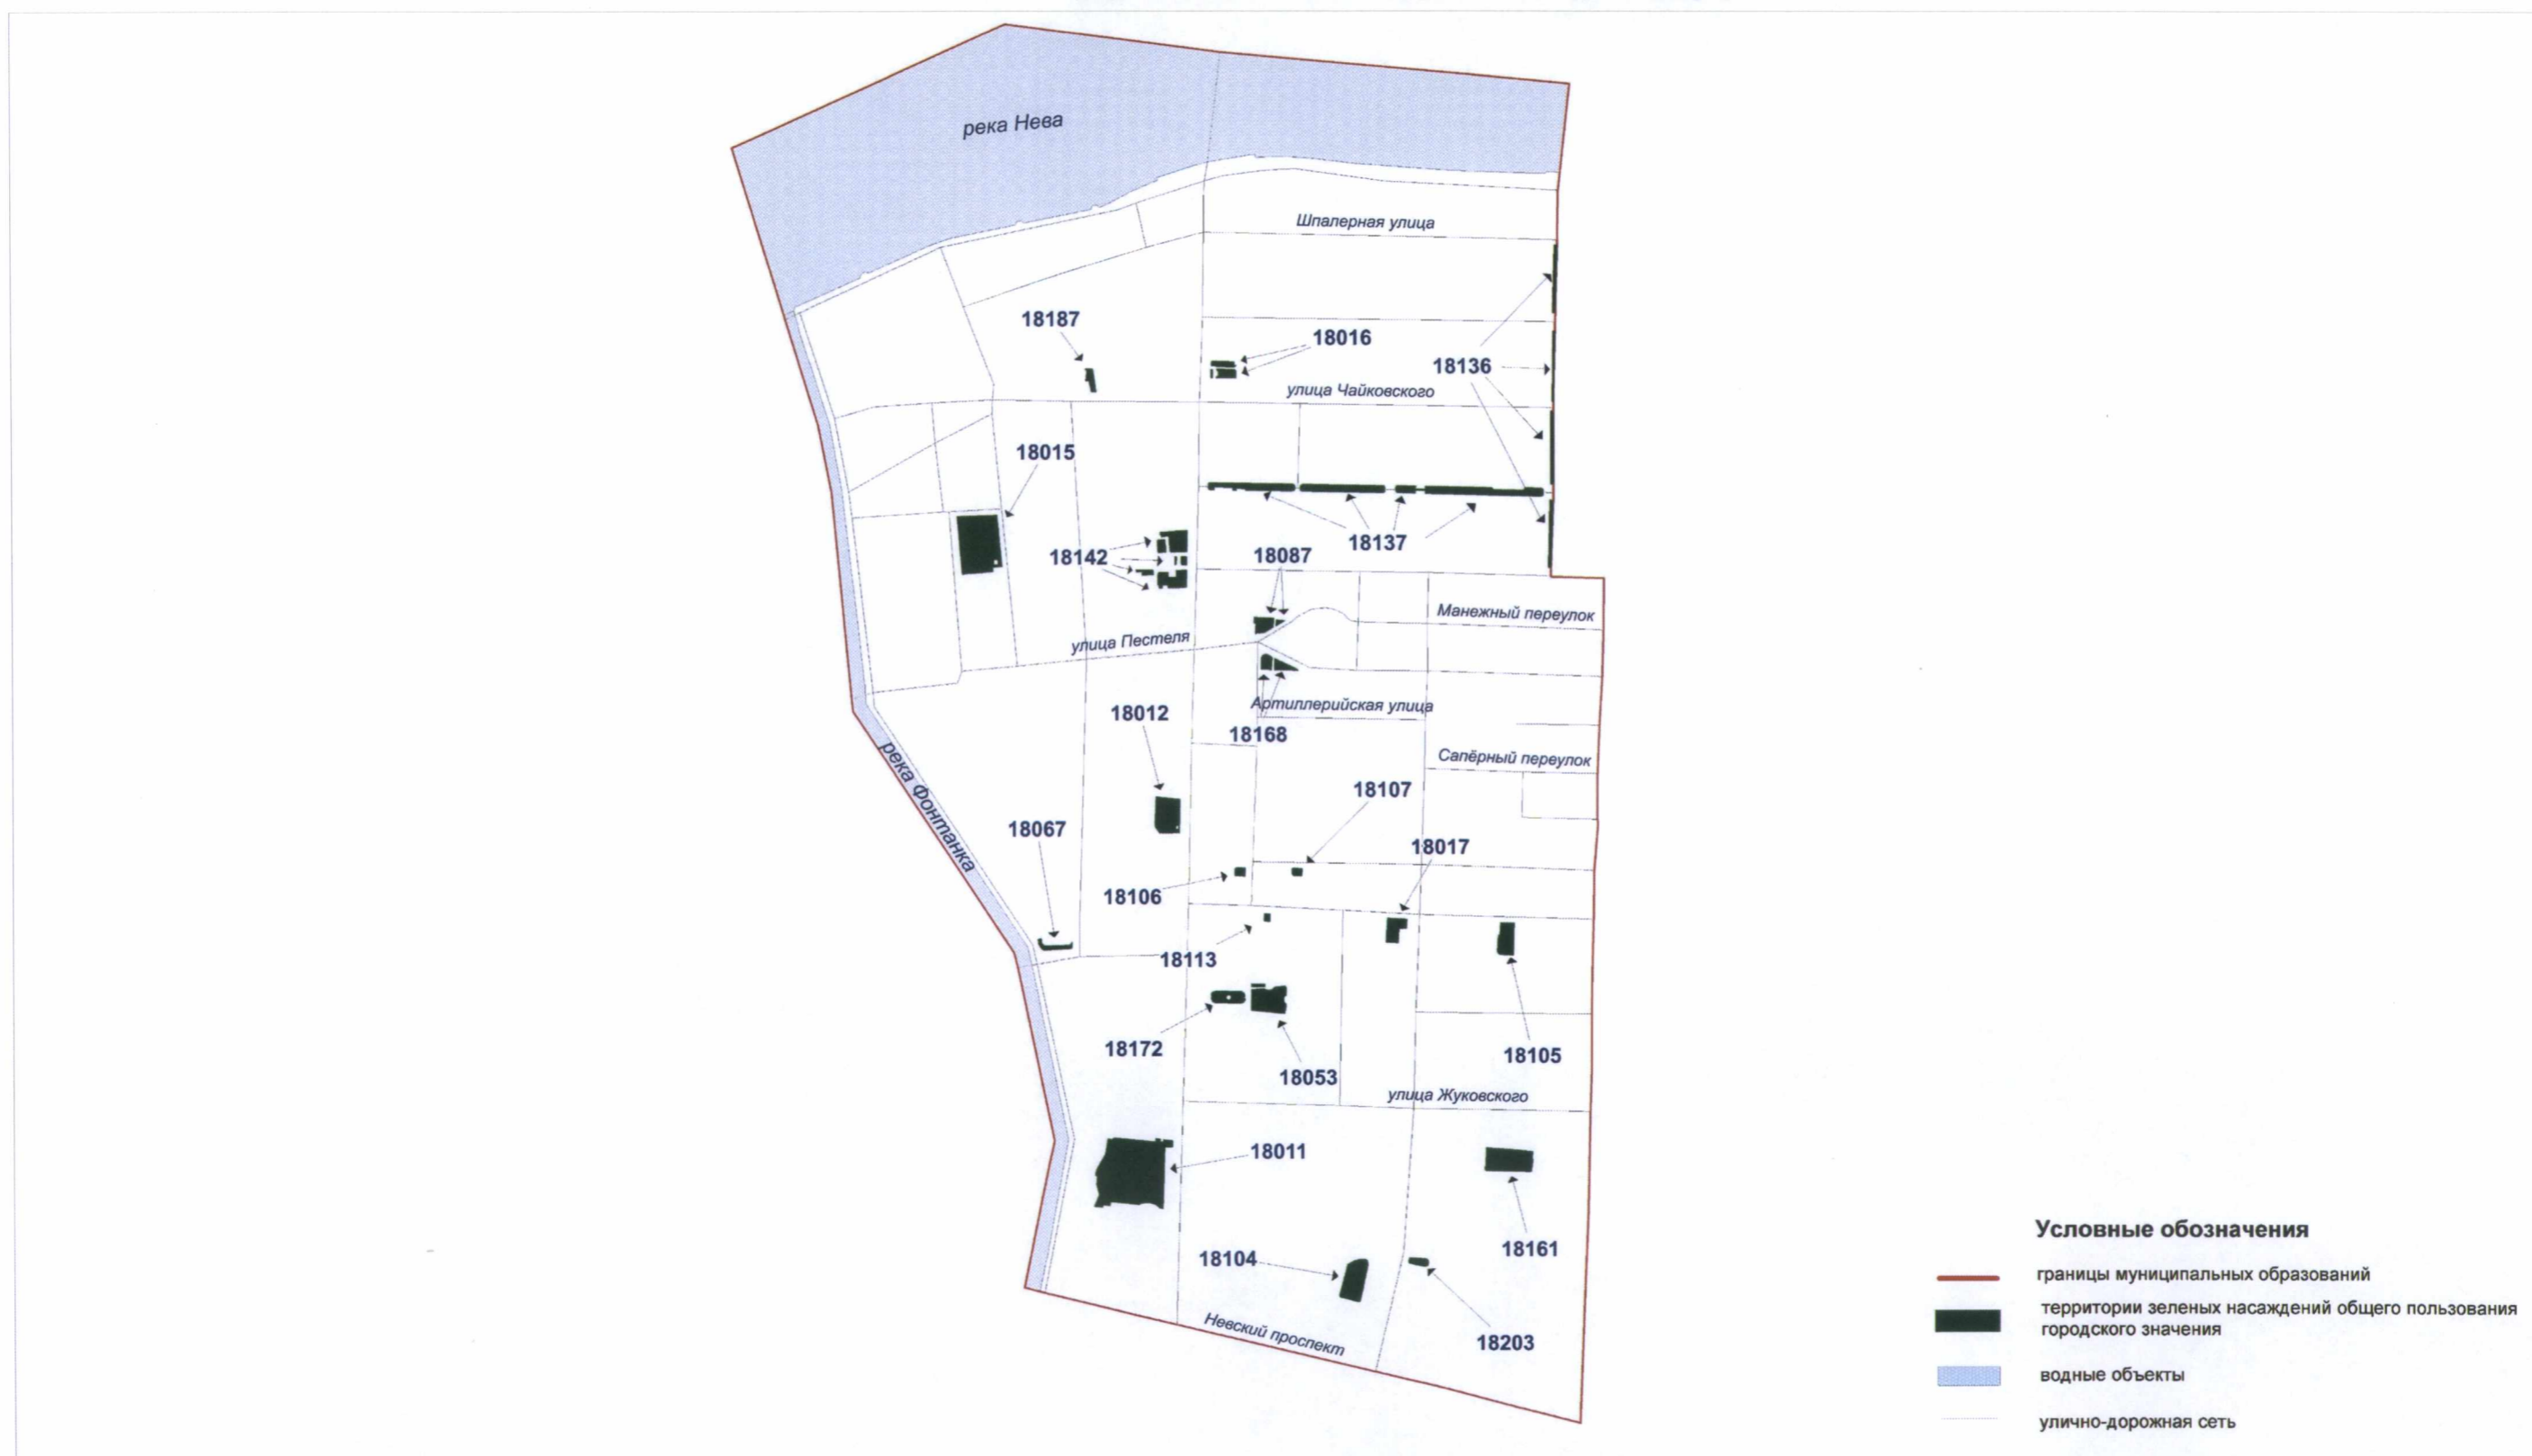 река Нева
Шпалерная улица
18187
18016
18136
улица Чайковского
18015
18137
18142
18087
Манежный переулок
улица Пестеля
Артиллерийская улица
18012
18168
Сапёрный переулок
река Фонтанка
18107
18067
18017
18106
18113
18172
18105
18053
улица Жуковского
18011
18161
18104
Невский проспект
18203
Условные обозначения
границы муниципальных образований
территории зеленых насаждений общего пользования
городского значения
водные объекты
улично-дорожная сеть